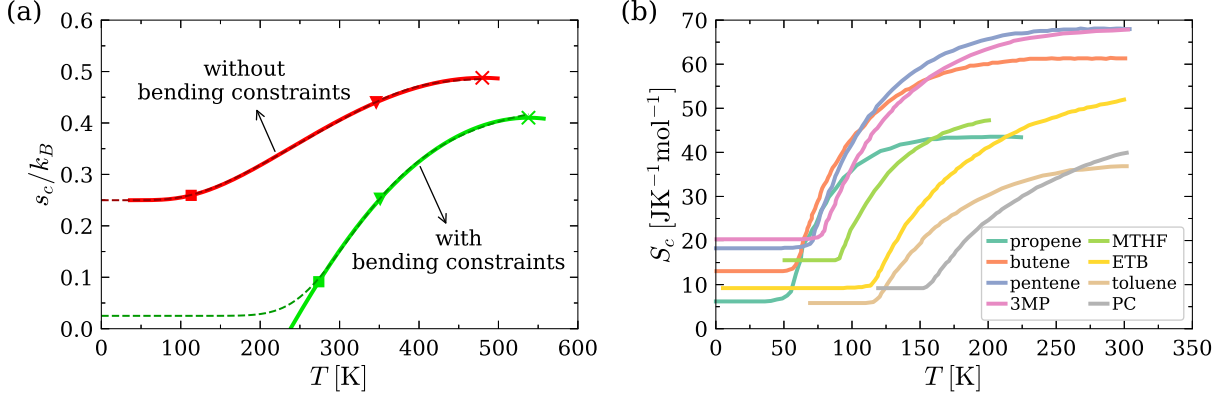 (a)
0.6
0.5
0.4
0.3
0.2
0.1
0.0
s_c/k_B
without
bending constraints
with
bending constraints
0 100 200 300 400 500 600
T [K]
(b)
70
60
50
40
30
20
10
0
S_c [JK⁻¹mol⁻¹]
propene MTHF
butene ETB
pentene toluene
3MP PC
0 50 100 150 200 250 300 350
T [K]